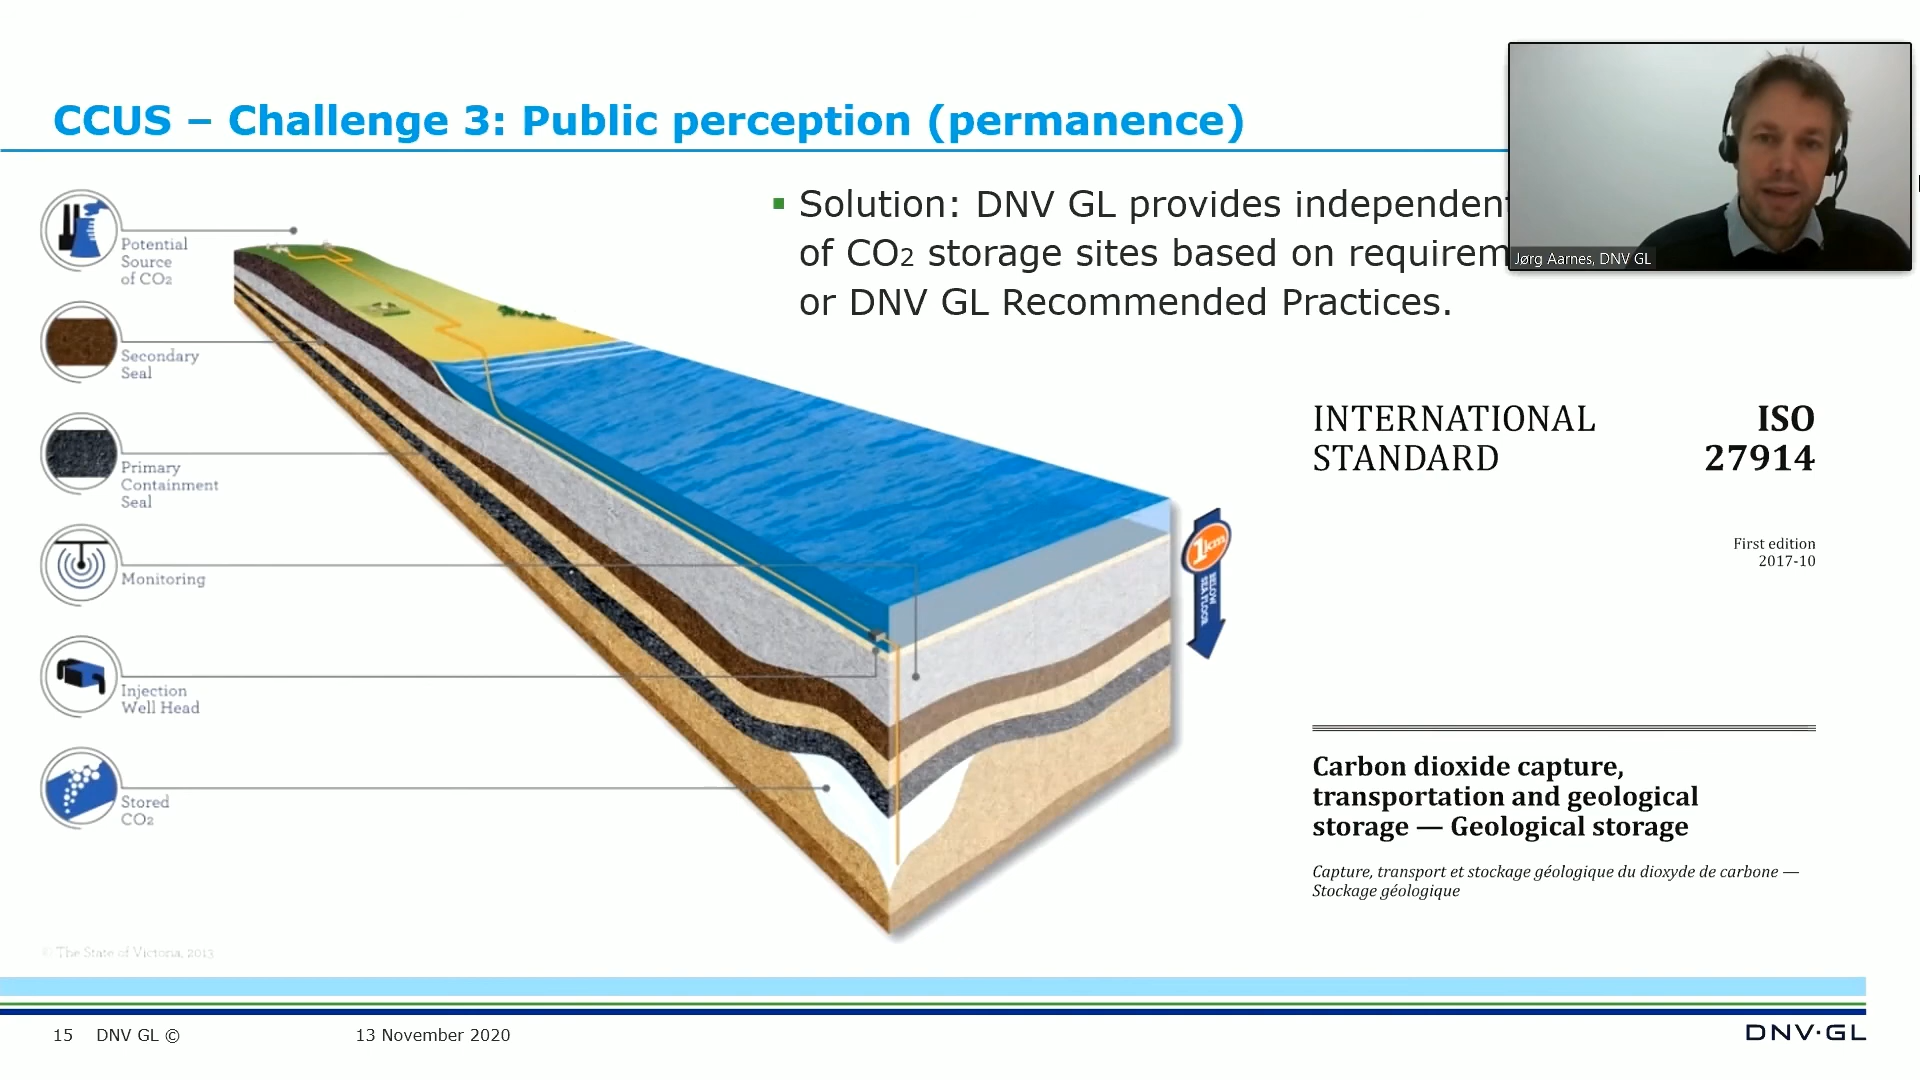 CCUS – Challenge 3: Public perception (permanence)
Jørg Aarnes, DNV GL
▪ Solution: DNV GL provides independent
of CO₂ storage sites based on requirem
or DNV GL Recommended Practices.
Potential
Source
of CO₂
Secondary
Seal
Primary
Containment
Seal
Monitoring
Injection
Well Head
Stored
CO₂
1km
BELOW
SEA FLOOR
INTERNATIONAL
STANDARD
ISO
27914
First edition
2017-10
Carbon dioxide capture,
transportation and geological
storage — Geological storage
Capture, transport et stockage géologique du dioxyde de carbone —
Stockage géologique
© The State of Victoria, 2013
15 DNV GL © 13 November 2020
DNV·GL